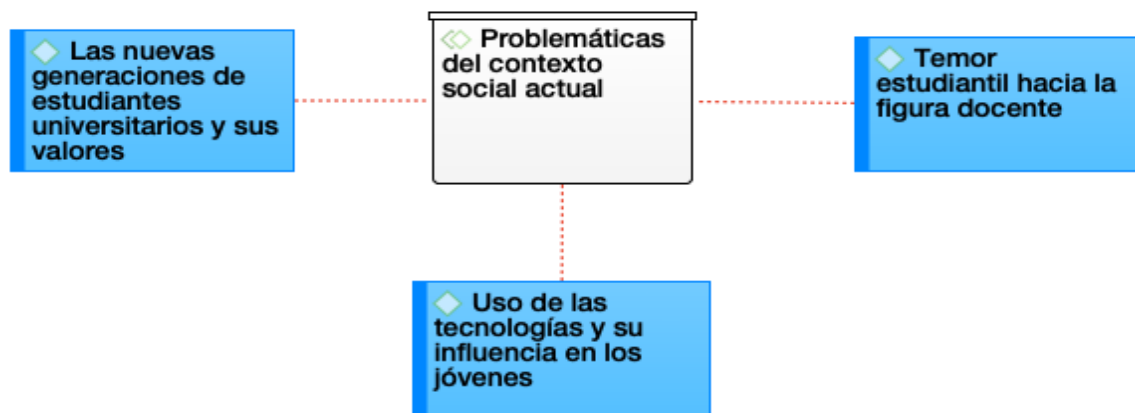 Las nuevas
generaciones de
estudiantes
universitarios y sus
valores
Problemáticas
del contexto
social actual
Temor
estudiantil hacia la
figura docente
Uso de las
tecnologías y su
influencia en los
jóvenes